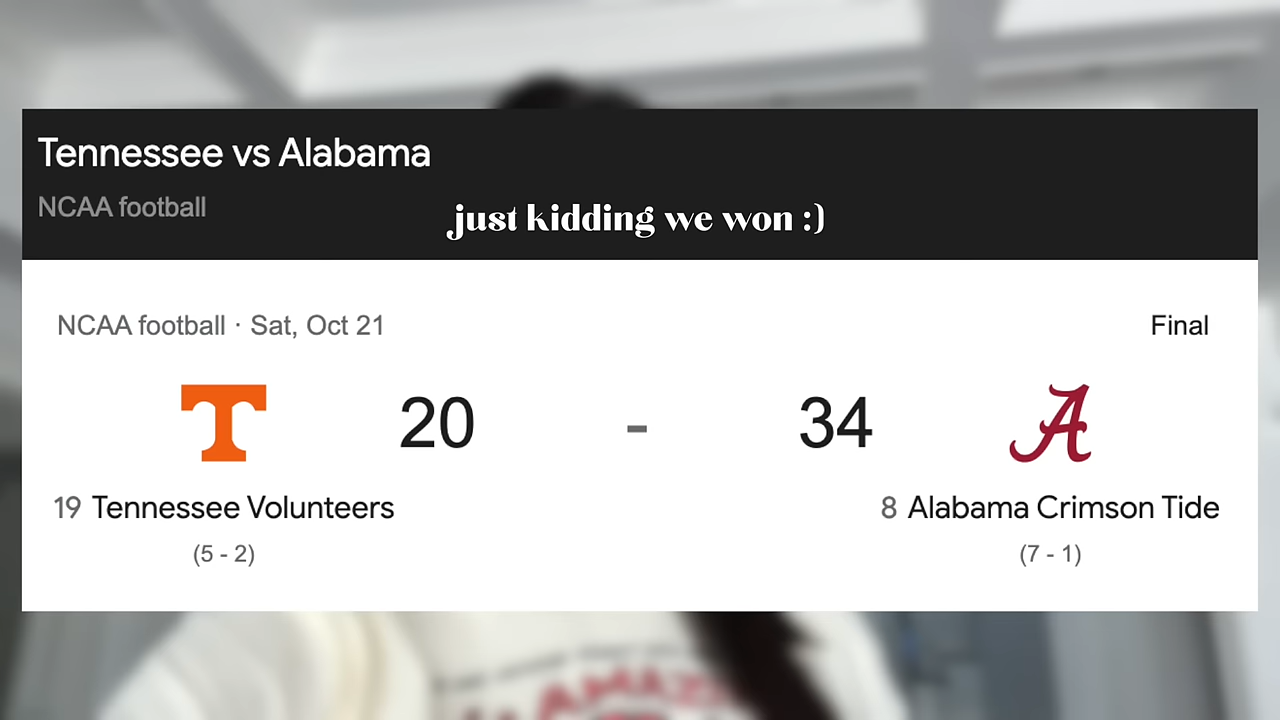 Tennessee vs Alabama
NCAA football
just kidding we won :)
NCAA football · Sat, Oct 21
Final
T
20
-
34
A
19 Tennessee Volunteers
8 Alabama Crimson Tide
(5 - 2)
(7 - 1)